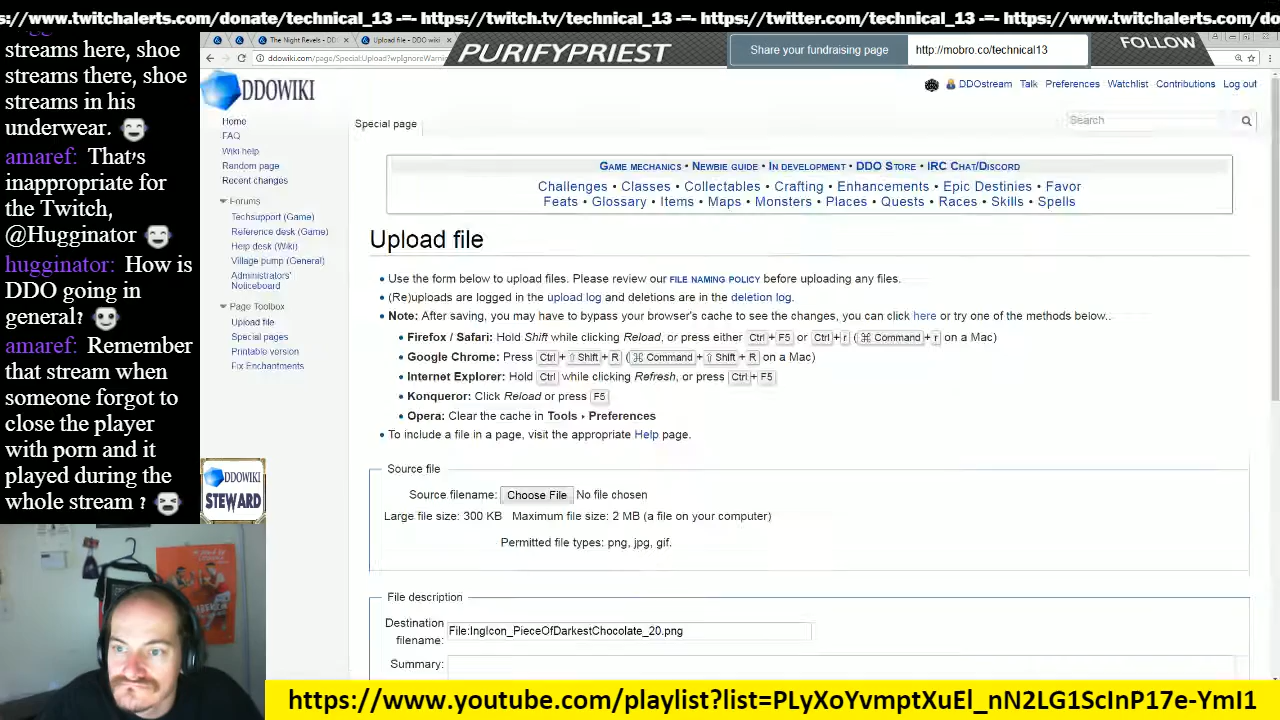 s://www.twitchalerts.com/donate/technical_13 -=- https://twitch.tv/technical_13 -=- https://twitter.com/technical_13 -=- https://www.twitchalerts.com/do
streams here, shoe
streams there, shoe
streams in his
underwear.
amaref: That's
inappropriate for
the Twitch,
@Hugginator
hugginator: How is
DDO going in
general?
amaref: Remember
that stream when
someone forgot to
close the player
with porn and it
played during the
whole stream ?
The Night Revels - DD
Upload file - DDO wiki
ddowiki.com/page/Special:Upload?wpIgnoreWarnin
PURIFYPRIEST
Share your fundraising page
http://mobro.co/technical13
FOLLOW
DDOWIKI
DDOstream Talk Preferences Watchlist Contributions Log out
Special page
Search
Home
FAQ
Wiki help
Random page
Recent changes
Forums
Techsupport (Game)
Reference desk (Game)
Help desk (Wiki)
Village pump (General)
Administrators'
Noticeboard
Page Toolbox
Upload file
Special pages
Printable version
Fix Enchantments
DDOWIKI
STEWARD
Game mechanics • Newbie guide • In development • DDO Store • IRC Chat/Discord
Challenges • Classes • Collectables • Crafting • Enhancements • Epic Destinies • Favor
Feats • Glossary • Items • Maps • Monsters • Places • Quests • Races • Skills • Spells
Upload file
• Use the form below to upload files. Please review our FILE NAMING POLICY before uploading any files.
• (Re)uploads are logged in the upload log and deletions are in the deletion log.
• Note: After saving, you may have to bypass your browser's cache to see the changes, you can click here or try one of the methods below..
• Firefox / Safari: Hold Shift while clicking Reload, or press either Ctrl+F5 or Ctrl+r (⌘ Command+r on a Mac)
• Google Chrome: Press Ctrl+⇧Shift+R (⌘ Command+⇧Shift+R on a Mac)
• Internet Explorer: Hold Ctrl while clicking Refresh, or press Ctrl+F5
• Konqueror: Click Reload or press F5
• Opera: Clear the cache in Tools ▸ Preferences
• To include a file in a page, visit the appropriate Help page.
Source file
Source filename: Choose File No file chosen
Large file size: 300 KB Maximum file size: 2 MB (a file on your computer)
Permitted file types: png, jpg, gif.
File description
Destination
filename:
File:IngIcon_PieceOfDarkestChocolate_20.png
Summary:
https://www.youtube.com/playlist?list=PLyXoYvmptXuEl_nN2LG1ScInP17e-YmI1